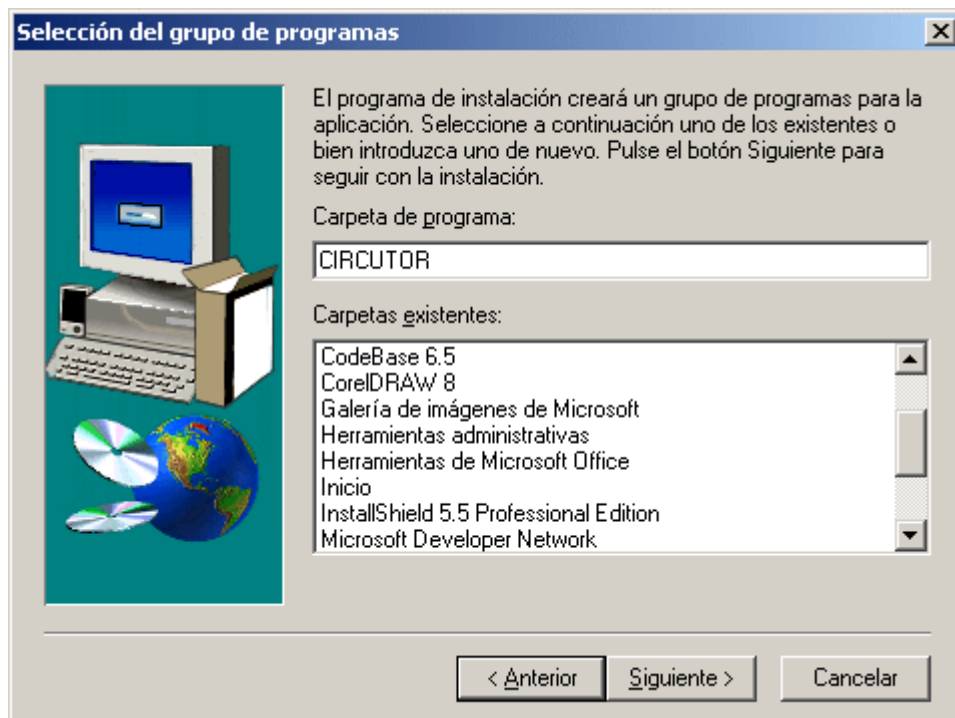 Selección del grupo de programas
El programa de instalación creará un grupo de programas para la
aplicación. Seleccione a continuación uno de los existentes o
bien introduzca uno de nuevo. Pulse el botón Siguiente para
seguir con la instalación.
Carpeta de programa:
CIRCUTOR
Carpetas existentes:
CodeBase 6.5
CorelDRAW 8
Galería de imágenes de Microsoft
Herramientas administrativas
Herramientas de Microsoft Office
Inicio
InstallShield 5.5 Professional Edition
Microsoft Developer Network
< Anterior Siguiente > Cancelar